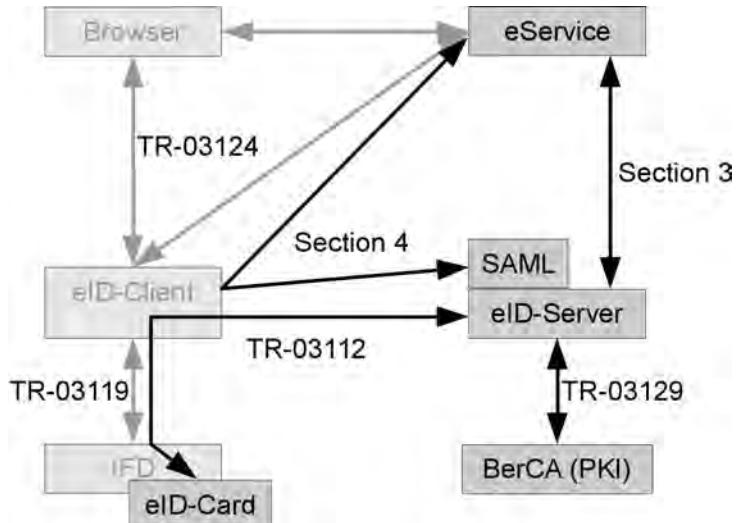 Browser
eService
TR-03124
Section 3
Section 4
SAML
eID-Client
eID-Server
TR-03112
TR-03119
TR-03129
IFD
BerCA (PKI)
eID-Card